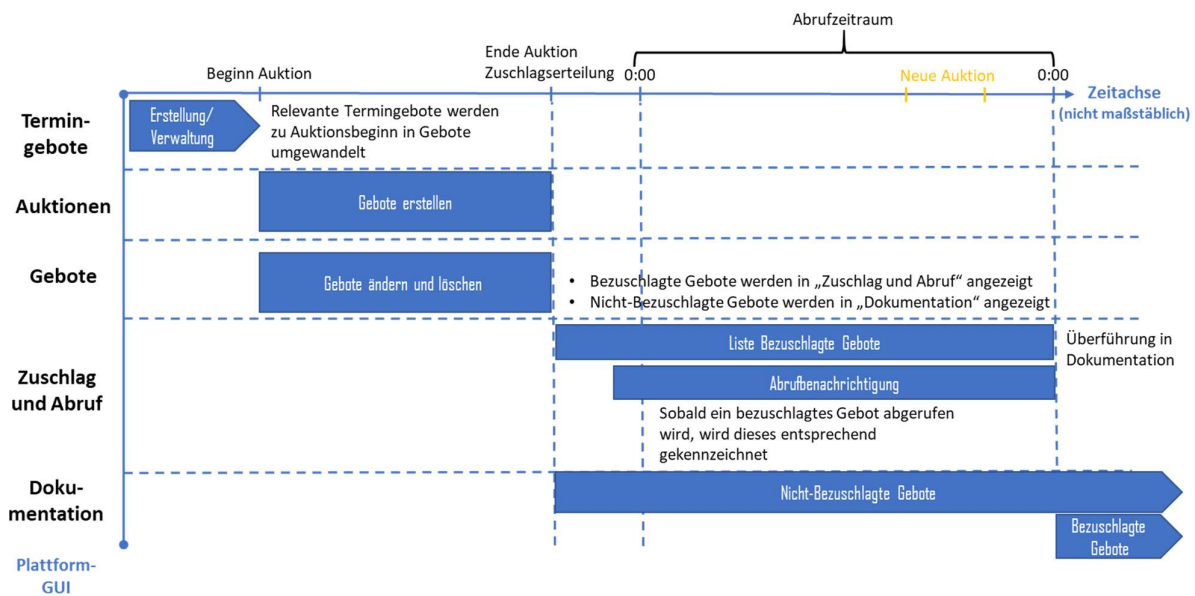 Abrufzeitraum
Ende Auktion
Beginn Auktion
Zuschlagserteilung
0:00
Neue Auktion
0:00
Zeitachse
(nicht maßstäblich)
Termin-
gebote
Erstellung/
Verwaltung
Relevante Termingebote werden
zu Auktionsbeginn in Gebote
umgewandelt
Auktionen
Gebote erstellen
Gebote
Gebote ändern und löschen
• Bezuschlagte Gebote werden in „Zuschlag und Abruf“ angezeigt
• Nicht-Bezuschlagte Gebote werden in „Dokumentation“ angezeigt
Zuschlag
und Abruf
Liste Bezuschlagte Gebote
Überführung in
Dokumentation
Abrufbenachrichtigung
Sobald ein bezuschlagtes Gebot abgerufen
wird, wird dieses entsprechend
gekennzeichnet
Doku-
mentation
Nicht-Bezuschlagte Gebote
Bezuschlagte
Gebote
Plattform-
GUI